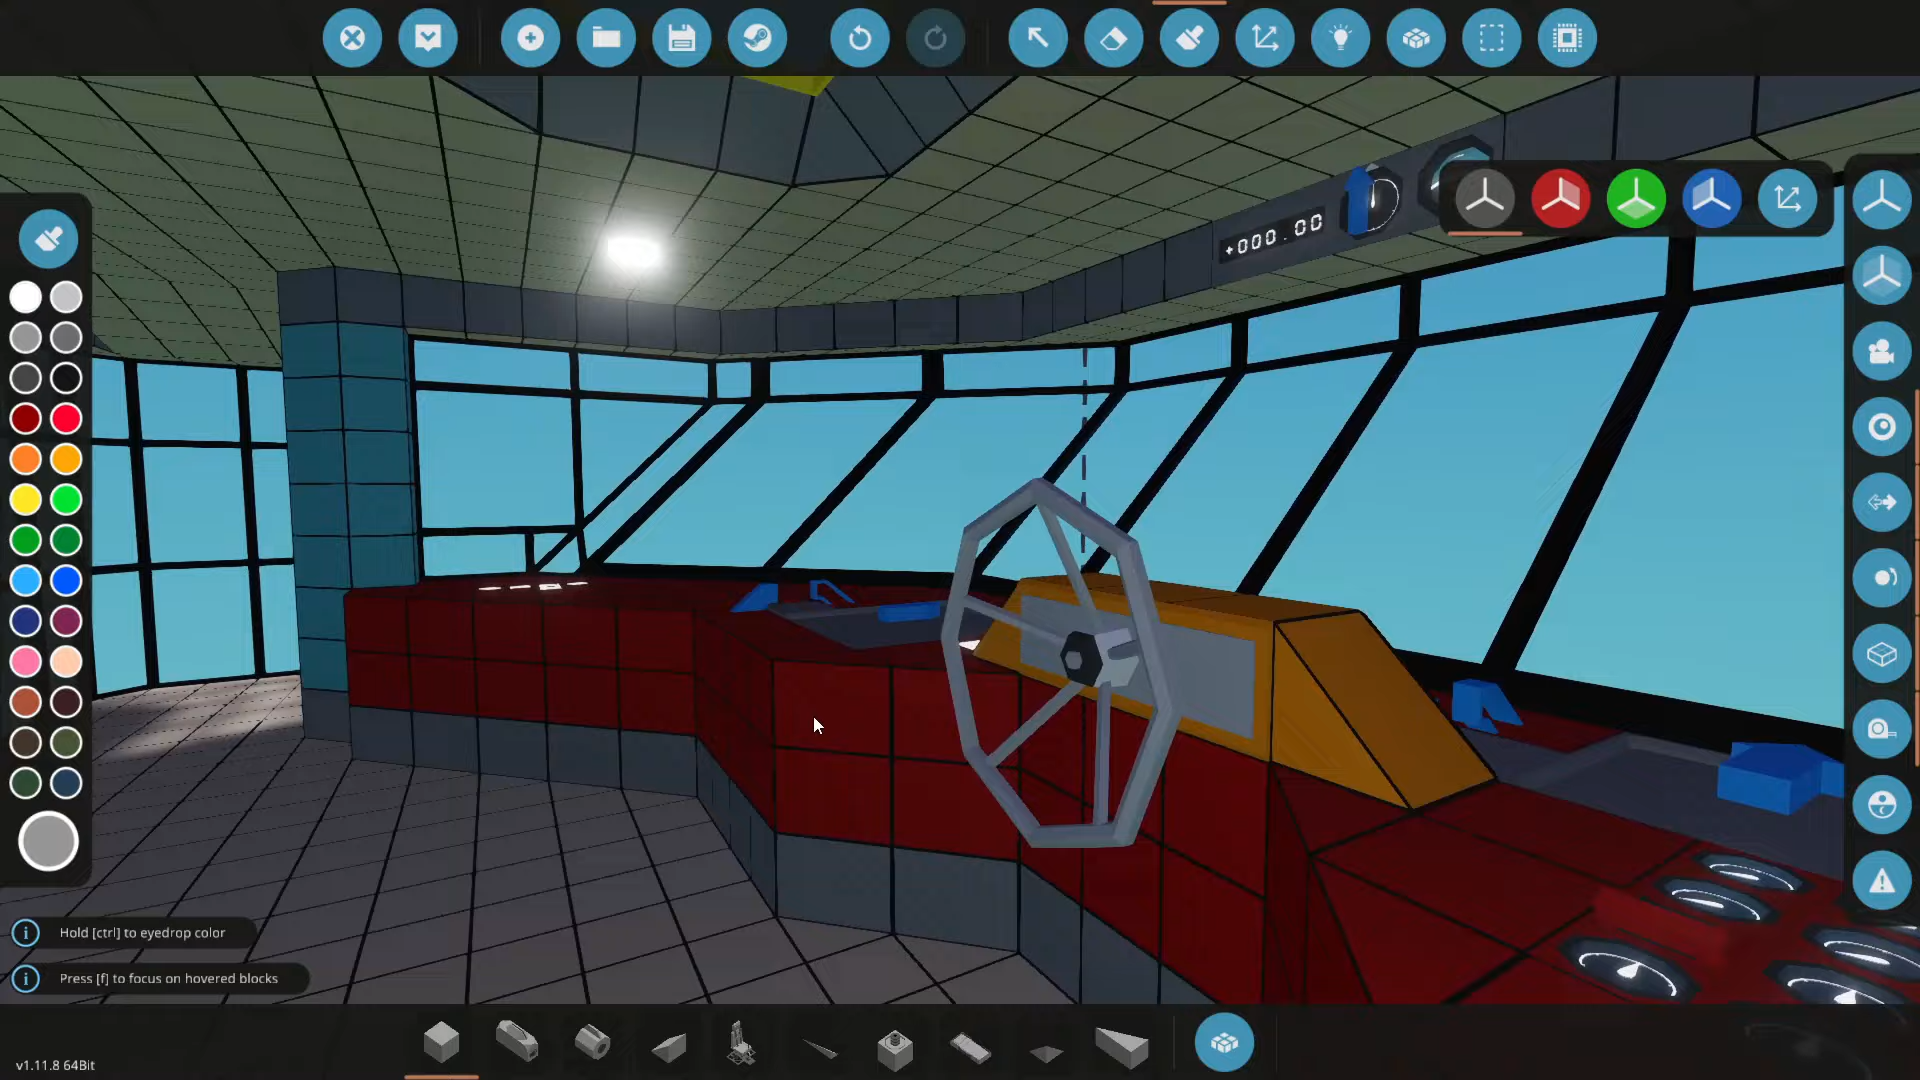 +000.00
Hold [ctrl] to eyedrop color
Press [f] to focus on hovered blocks
v1.11.8 64Bit